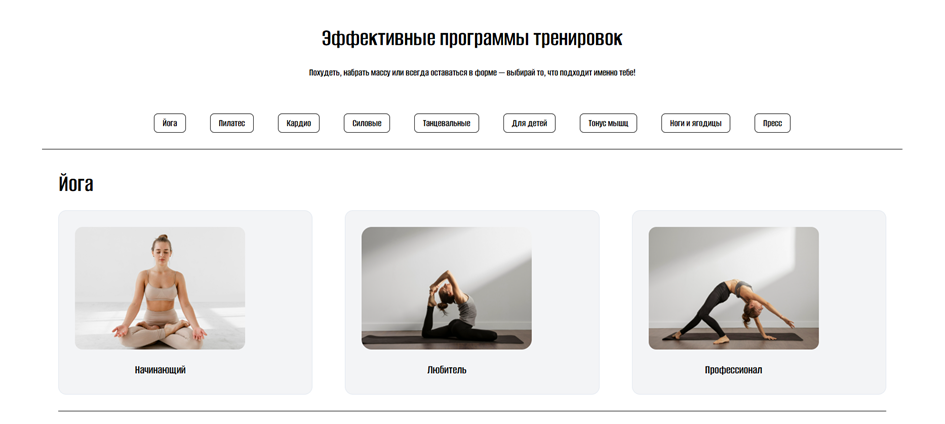 Эффективные программы тренировок
Похудеть, набрать массу или всегда оставаться в форме — выбирай то, что подходит именно тебе!
Йога Пилатес Кардио Силовые Танцевальные Для детей Тонус мышц Ноги и ягодицы Пресс
Йога
Начинающий Любитель Профессионал